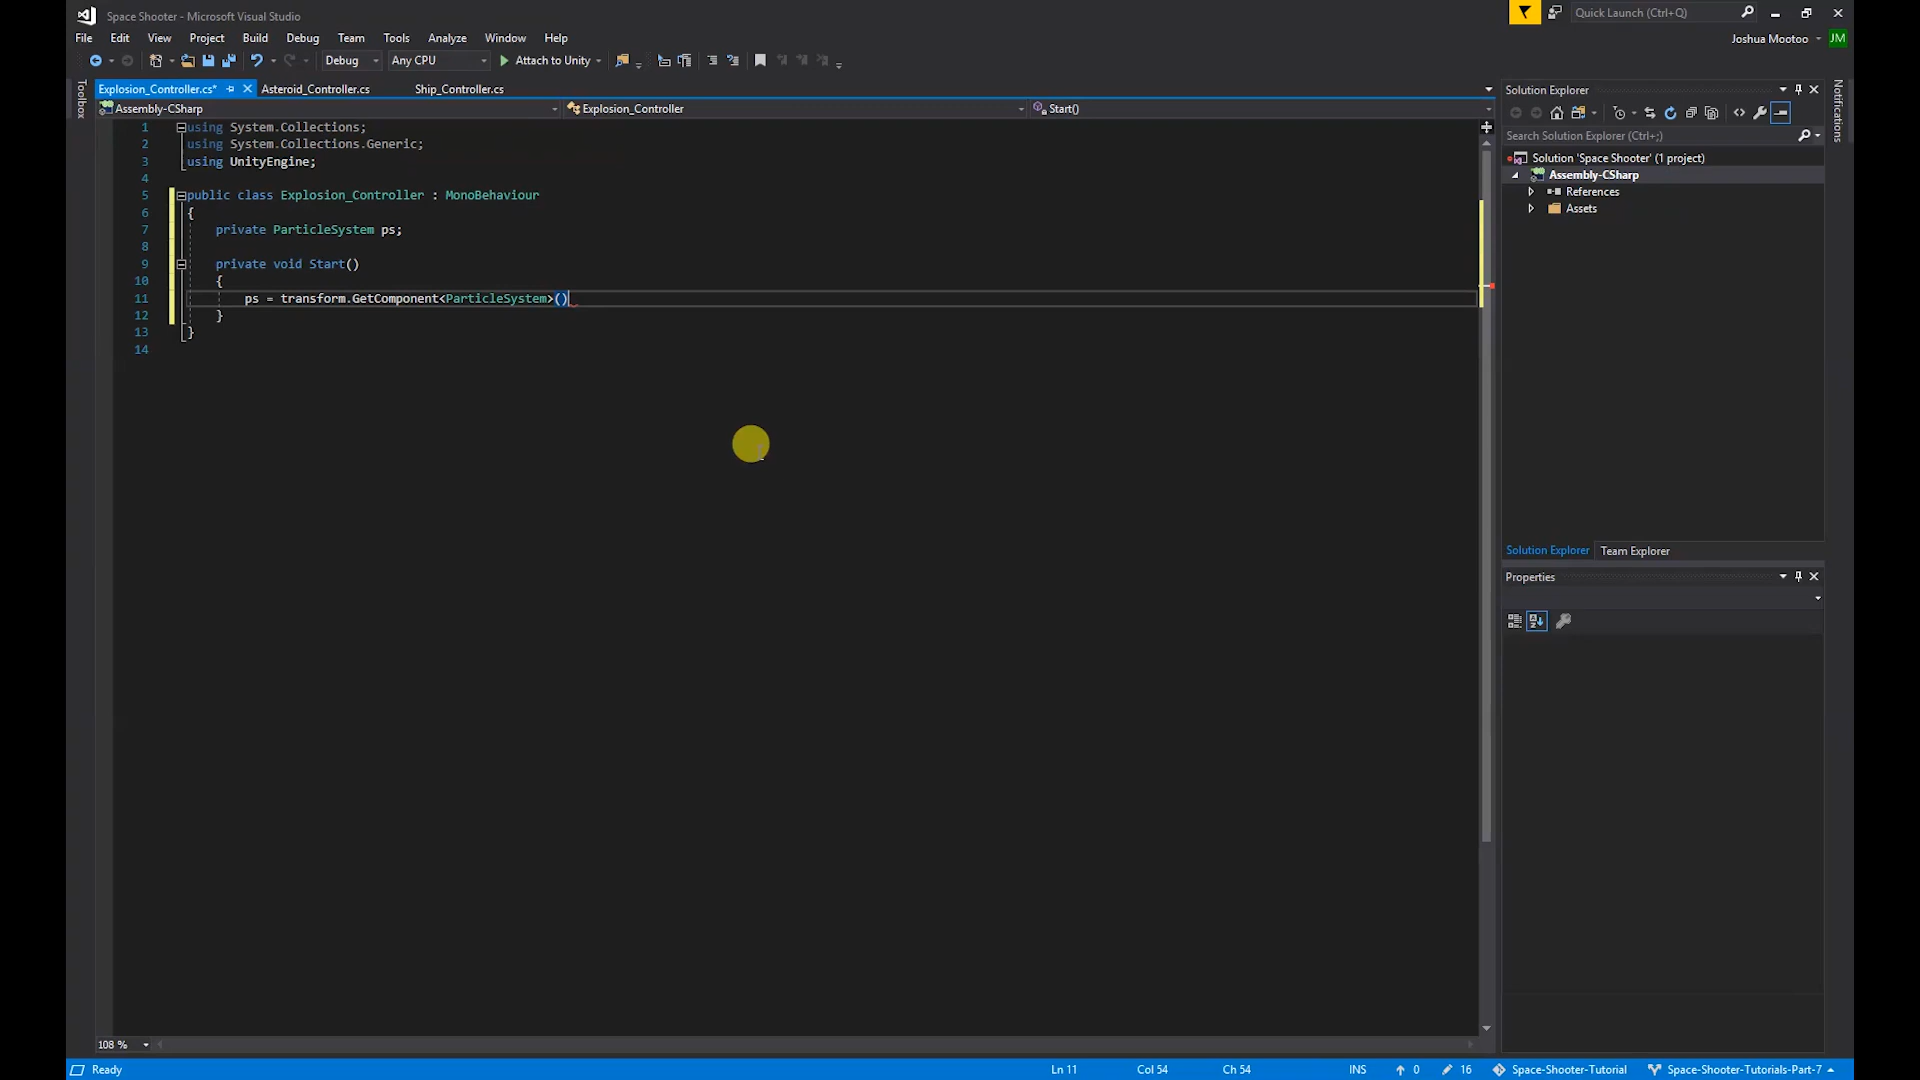 Space Shooter - Microsoft Visual Studio
Quick Launch (Ctrl+Q)
File Edit View Project Build Debug Team Tools Analyze Window Help
Joshua Mootoo JM
Debug Any CPU Attach to Unity
Toolbox
Explosion_Controller.cs* Asteroid_Controller.cs Ship_Controller.cs
Assembly-CSharp Explosion_Controller Start()
1 using System.Collections;
2 using System.Collections.Generic;
3 using UnityEngine;
4
5 public class Explosion_Controller : MonoBehaviour
6 {
7 private ParticleSystem ps;
8
9 private void Start()
10 {
11 ps = transform.GetComponent<ParticleSystem>()
12 }
13 }
14
Solution Explorer
Search Solution Explorer (Ctrl+;)
Solution 'Space Shooter' (1 project)
Assembly-CSharp
References
Assets
Solution Explorer Team Explorer
Properties
Notifications
108 %
Ready Ln 11 Col 54 Ch 54 INS 0 16 Space-Shooter-Tutorial Space-Shooter-Tutorials-Part-7